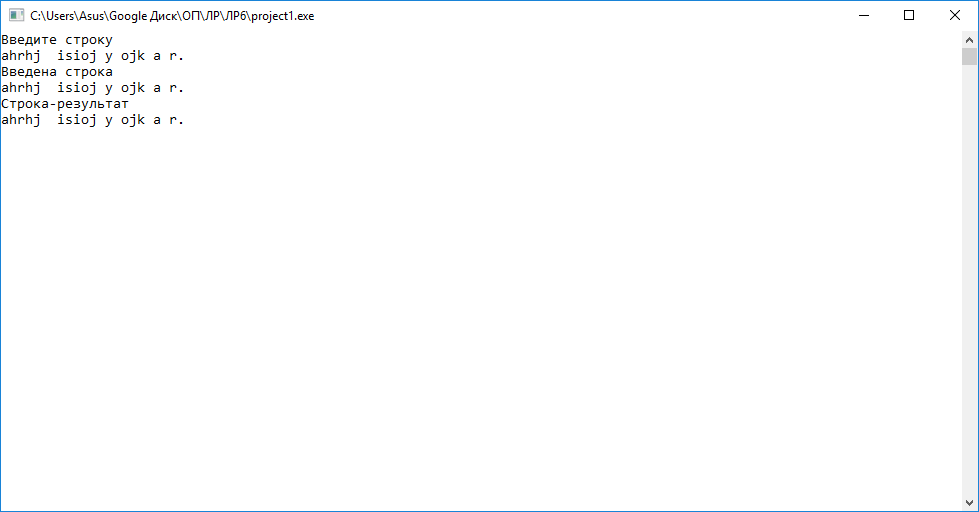 C:\Users\Asus\Google Диск\ОП\ЛР\ЛР6\project1.exe
Введите строку
ahrhj  isioj y ojk a r.
Введена строка
ahrhj  isioj y ojk a r.
Строка-результат
ahrhj  isioj y ojk a r.